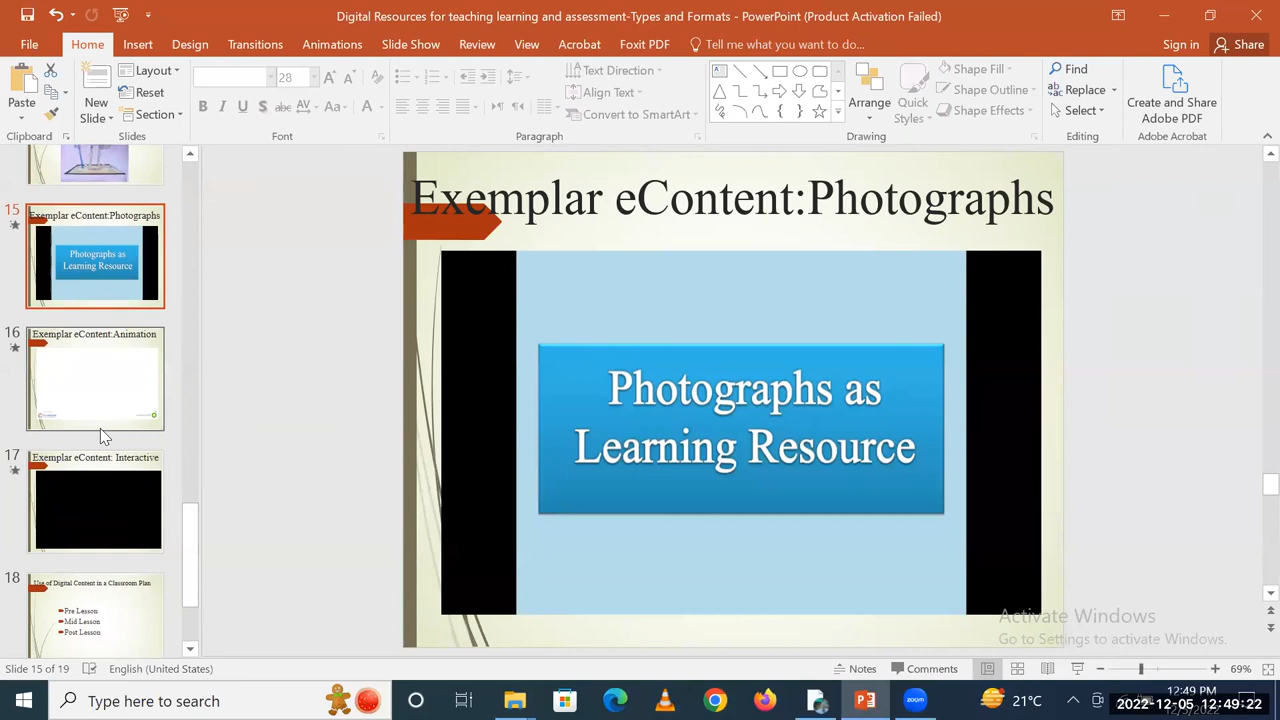 Digital Resources for teaching learning and assessment-Types and Formats - PowerPoint (Product Activation Failed)
File Home Insert Design Transitions Animations Slide Show Review View Acrobat Foxit PDF Tell me what you want to do... Sign in Share
Paste
Clipboard
New Slide
Layout
Reset
Section
Slides
28
B I U S abc AV Aa A
Font
Text Direction
Align Text
Convert to SmartArt
Paragraph
Arrange
Quick Styles
Shape Fill
Shape Outline
Shape Effects
Drawing
Find
Replace
Select
Editing
Create and Share Adobe PDF
Adobe Acrobat
15
Exemplar eContent:Photographs
Photographs as
Learning Resource
16
Exemplar eContent:Animation
17
Exemplar eContent: Interactive
18
Use of Digital Content in a Classroom Plan
Pre Lesson
Mid Lesson
Post Lesson
Exemplar eContent:Photographs
Photographs as
Learning Resource
Activate Windows
Go to Settings to activate Windows.
Slide 15 of 19 English (United States) Notes Comments 69%
Type here to search
zoom
21°C
12:49 PM
2022-12-05 12:49:22